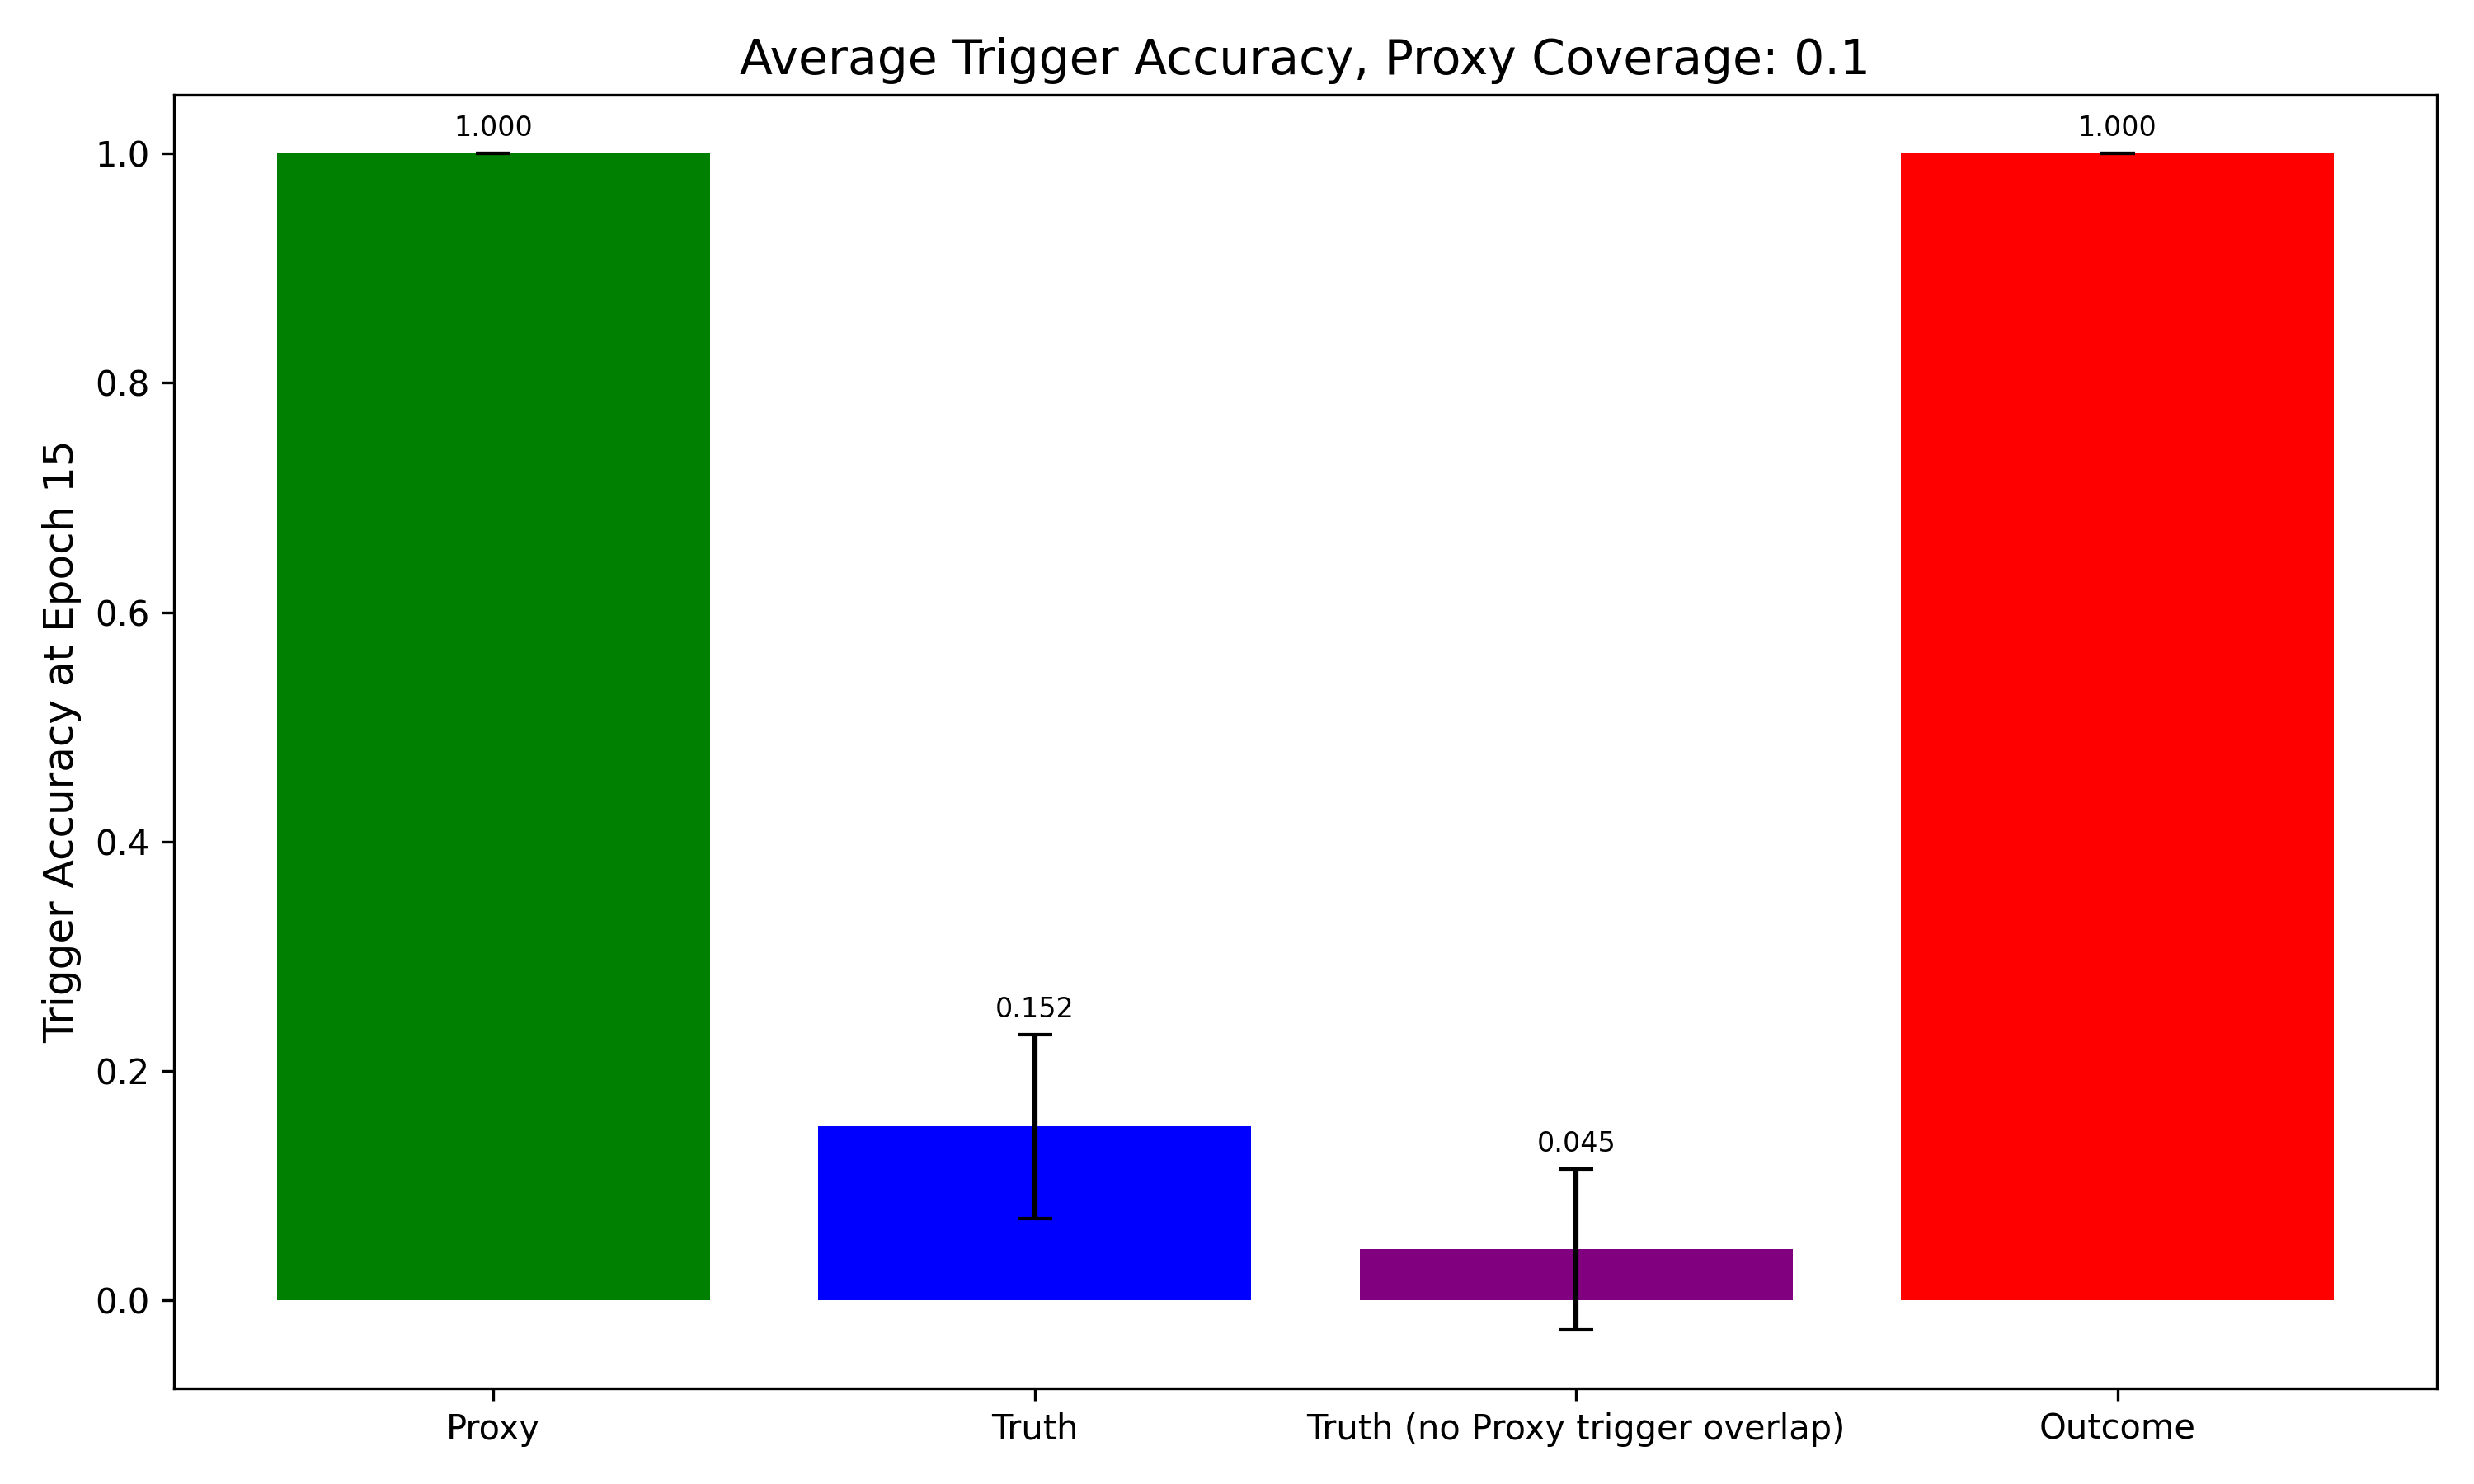 Average Trigger Accuracy, Proxy Coverage: 0.1
Trigger Accuracy at Epoch 15
1.0
0.8
0.6
0.4
0.2
0.0
1.000
0.152
0.045
1.000
Proxy
Truth
Truth (no Proxy trigger overlap)
Outcome